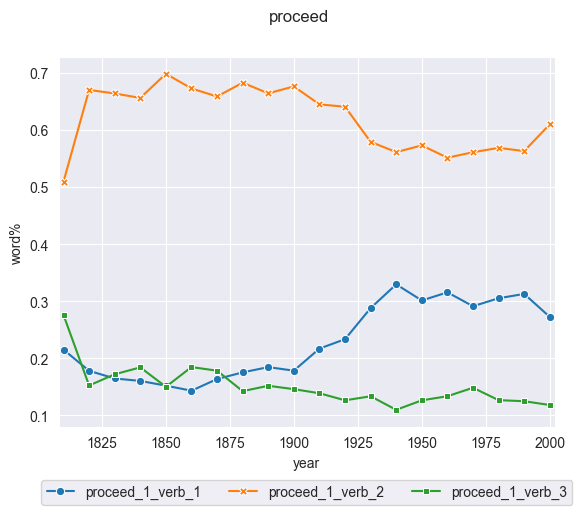 proceed
0.7
0.6
0.5
0.4
0.3
0.2
0.1
word%
1825 1850 1875 1900 1925 1950 1975 2000
year
proceed_1_verb_1 proceed_1_verb_2 proceed_1_verb_3